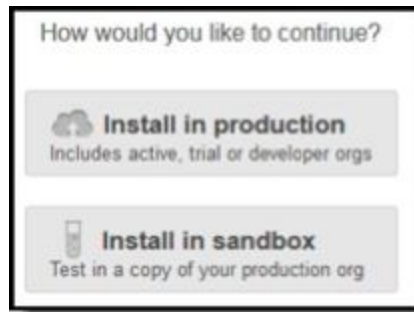 How would you like to continue?
Install in production
Includes active, trial or developer orgs
Install in sandbox
Test in a copy of your production org